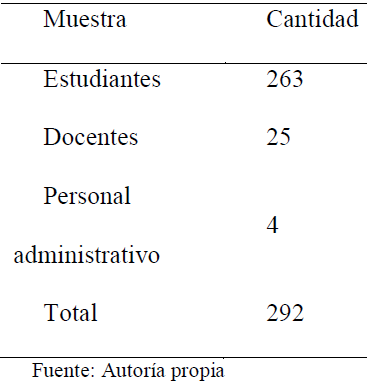 Muestra Cantidad
Estudiantes 263
Docentes 25
Personal
4
administrativo
Total 292
Fuente: Autoría propia